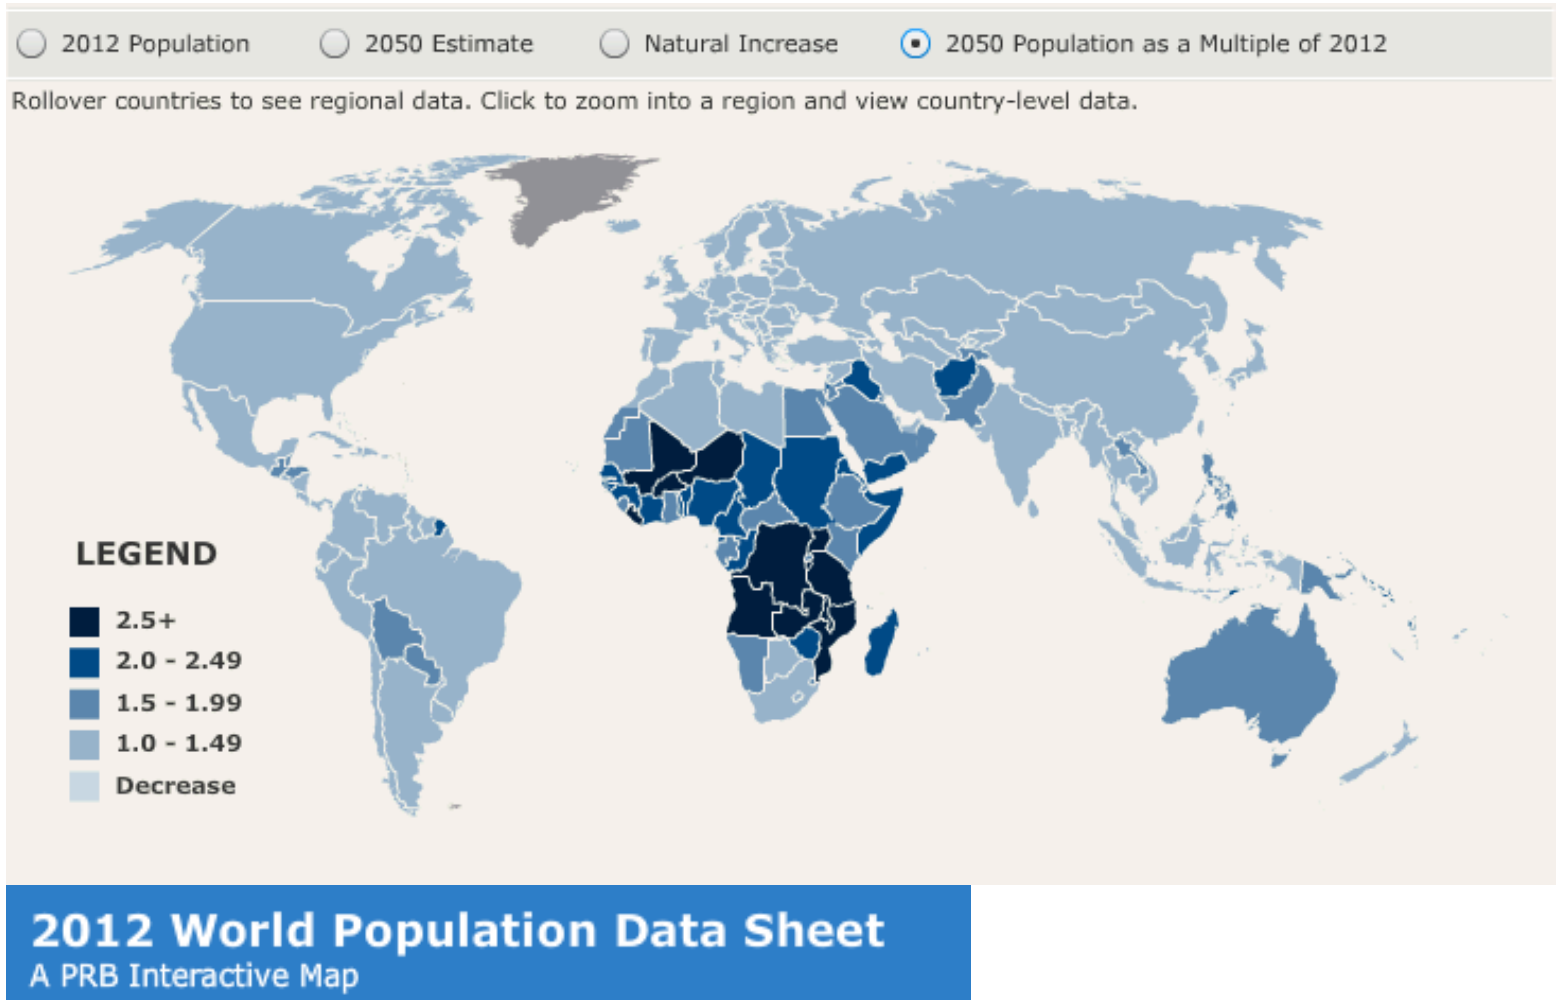 2012 Population 2050 Estimate Natural Increase 2050 Population as a Multiple of 2012
Rollover countries to see regional data. Click to zoom into a region and view country-level data.
LEGEND
2.5+
2.0 - 2.49
1.5 - 1.99
1.0 - 1.49
Decrease
2012 World Population Data Sheet
A PRB Interactive Map